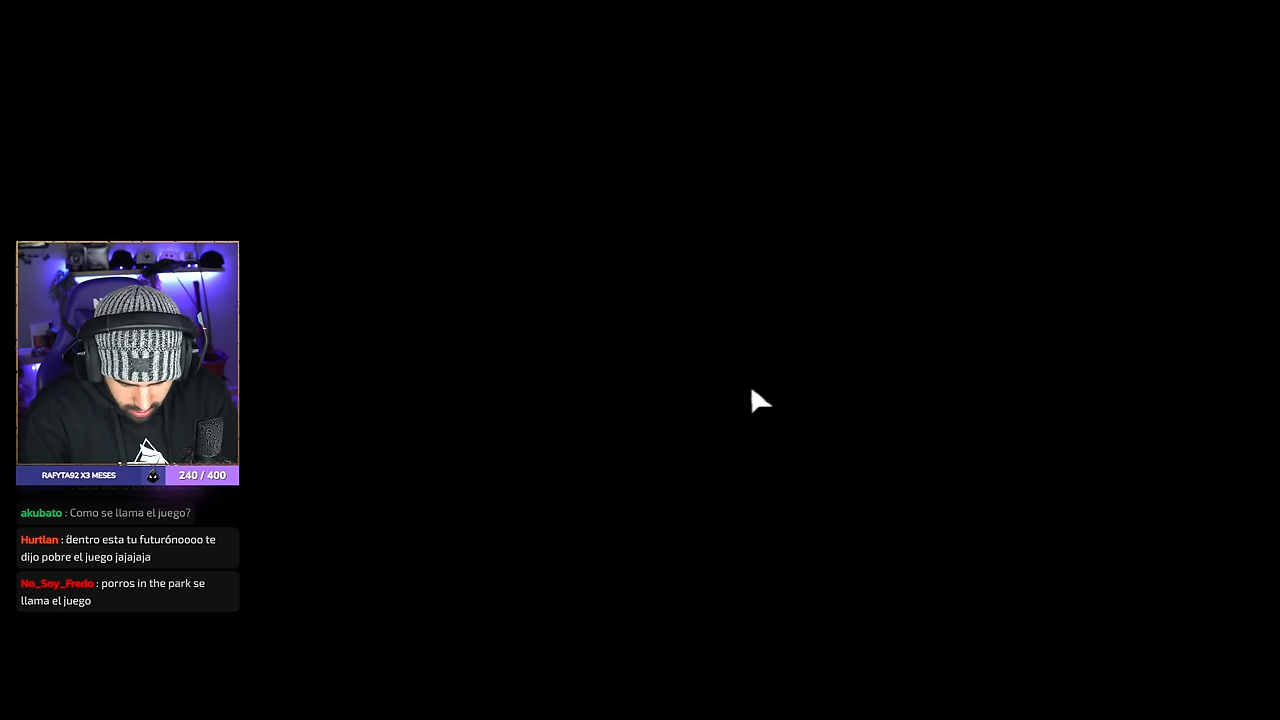 RAFYTA92 X3 MESES
240 / 400
akubato : Como se llama el juego?
Hurtlan : dentro esta tu futurónoooo te
dijo pobre el juego jajajaja
No_Soy_Fredo : porros in the park se
llama el juego